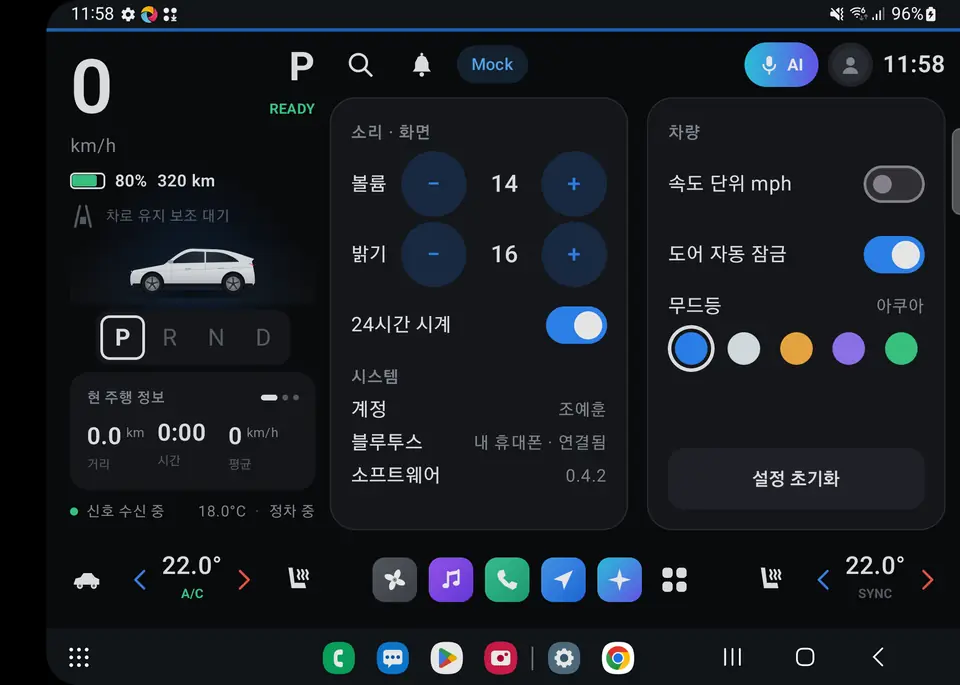 11:58
96%
0
P
READY
km/h
80% 320 km
차로 유지 보조 대기
P R N D
현 주행 정보
0.0 km 0:00 0 km/h
거리 시간 평균
신호 수신 중 18.0°C · 정차 중
Mock
AI
11:58
소리 · 화면
볼륨 − 14 +
밝기 − 16 +
24시간 시계
시스템
계정 조예훈
블루투스 내 휴대폰 · 연결됨
소프트웨어 0.4.2
차량
속도 단위 mph
도어 자동 잠금
무드등 아쿠아
설정 초기화
22.0°
A/C
22.0°
SYNC